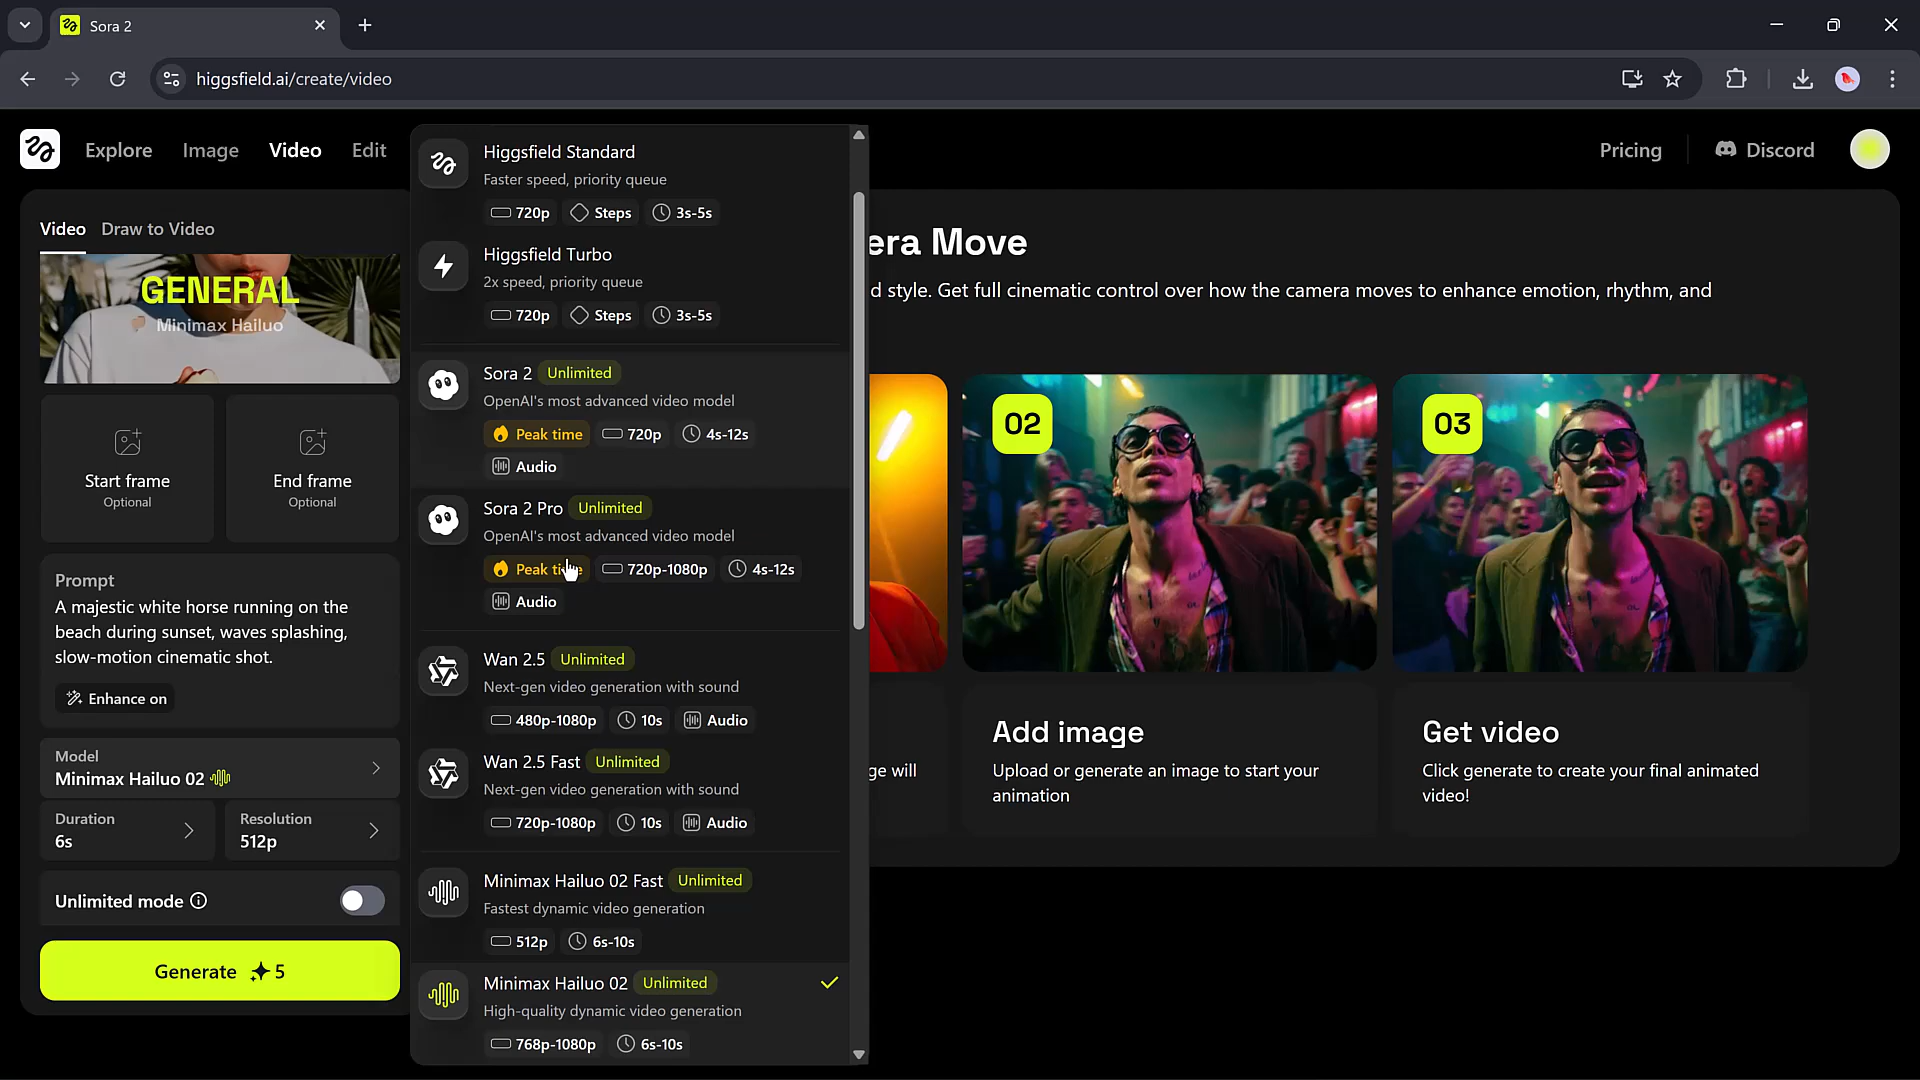 Sora 2
higgsfield.ai/create/video
Explore
Image
Video
Edit
Pricing
Discord
Video
Draw to Video
GENERAL
Minimax Hailuo
Start frame
Optional
End frame
Optional
Prompt
A majestic white horse running on the
beach during sunset, waves splashing,
slow-motion cinematic shot.
Enhance on
Model
Minimax Hailuo 02
Duration
6s
Resolution
512p
Unlimited mode
Generate 5
Higgsfield Standard
Faster speed, priority queue
720p Steps 3s-5s
Higgsfield Turbo
2x speed, priority queue
720p Steps 3s-5s
Sora 2 Unlimited
OpenAI's most advanced video model
Peak time 720p 4s-12s
Audio
Sora 2 Pro Unlimited
OpenAI's most advanced video model
Peak time 720p-1080p 4s-12s
Audio
Wan 2.5 Unlimited
Next-gen video generation with sound
480p-1080p 10s Audio
Wan 2.5 Fast Unlimited
Next-gen video generation with sound
720p-1080p 10s Audio
Minimax Hailuo 02 Fast Unlimited
Fastest dynamic video generation
512p 6s-10s
Minimax Hailuo 02 Unlimited
High-quality dynamic video generation
768p-1080p 6s-10s
era Move
d style. Get full cinematic control over how the camera moves to enhance emotion, rhythm, and
02
03
ge will
Add image
Upload or generate an image to start your
animation
Get video
Click generate to create your final animated
video!